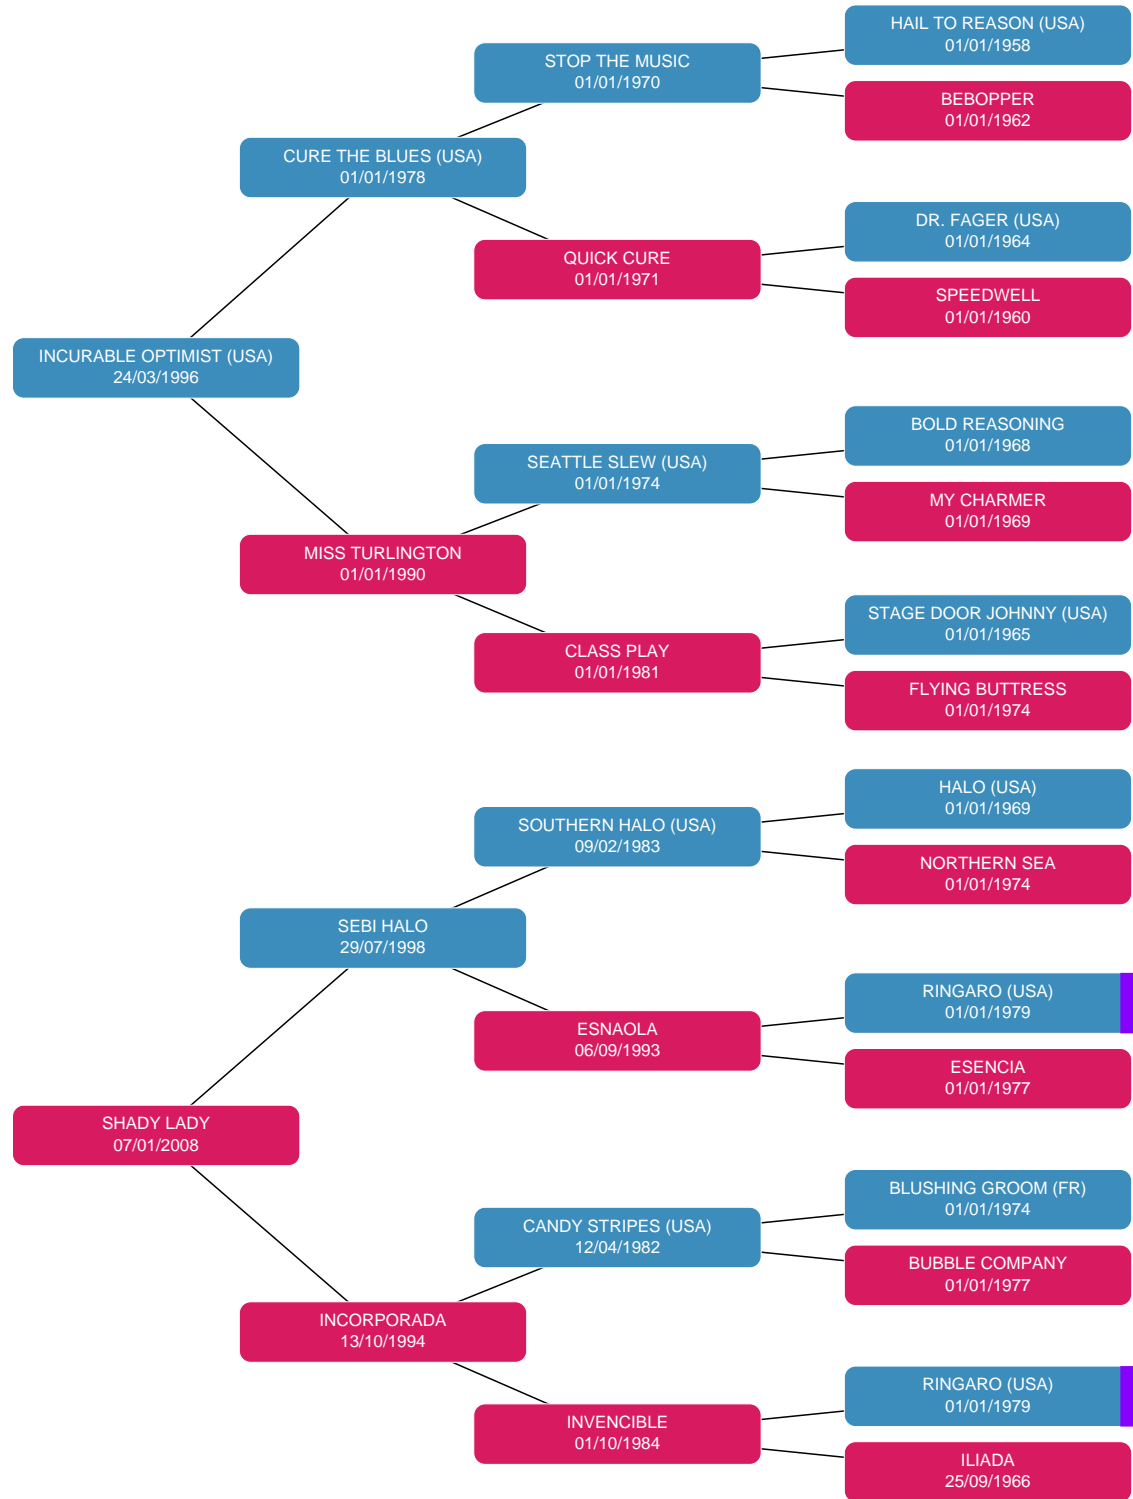 HAIL TO REASON (USA)
01/01/1958
STOP THE MUSIC
01/01/1970
BEBOPPER
01/01/1962
CURE THE BLUES (USA)
01/01/1978
DR. FAGER (USA)
01/01/1964
QUICK CURE
01/01/1971
SPEEDWELL
01/01/1960
INCURABLE OPTIMIST (USA)
24/03/1996
BOLD REASONING
01/01/1968
SEATTLE SLEW (USA)
01/01/1974
MY CHARMER
01/01/1969
MISS TURLINGTON
01/01/1990
STAGE DOOR JOHNNY (USA)
01/01/1965
CLASS PLAY
01/01/1981
FLYING BUTTRESS
01/01/1974
HALO (USA)
01/01/1969
SOUTHERN HALO (USA)
09/02/1983
NORTHERN SEA
01/01/1974
SEBI HALO
29/07/1998
RINGARO (USA)
01/01/1979
ESNAOLA
06/09/1993
ESENCIA
01/01/1977
SHADY LADY
07/01/2008
BLUSHING GROOM (FR)
01/01/1974
CANDY STRIPES (USA)
12/04/1982
BUBBLE COMPANY
01/01/1977
INCORPORADA
13/10/1994
RINGARO (USA)
01/01/1979
INVENCIBLE
01/10/1984
ILIADA
25/09/1966